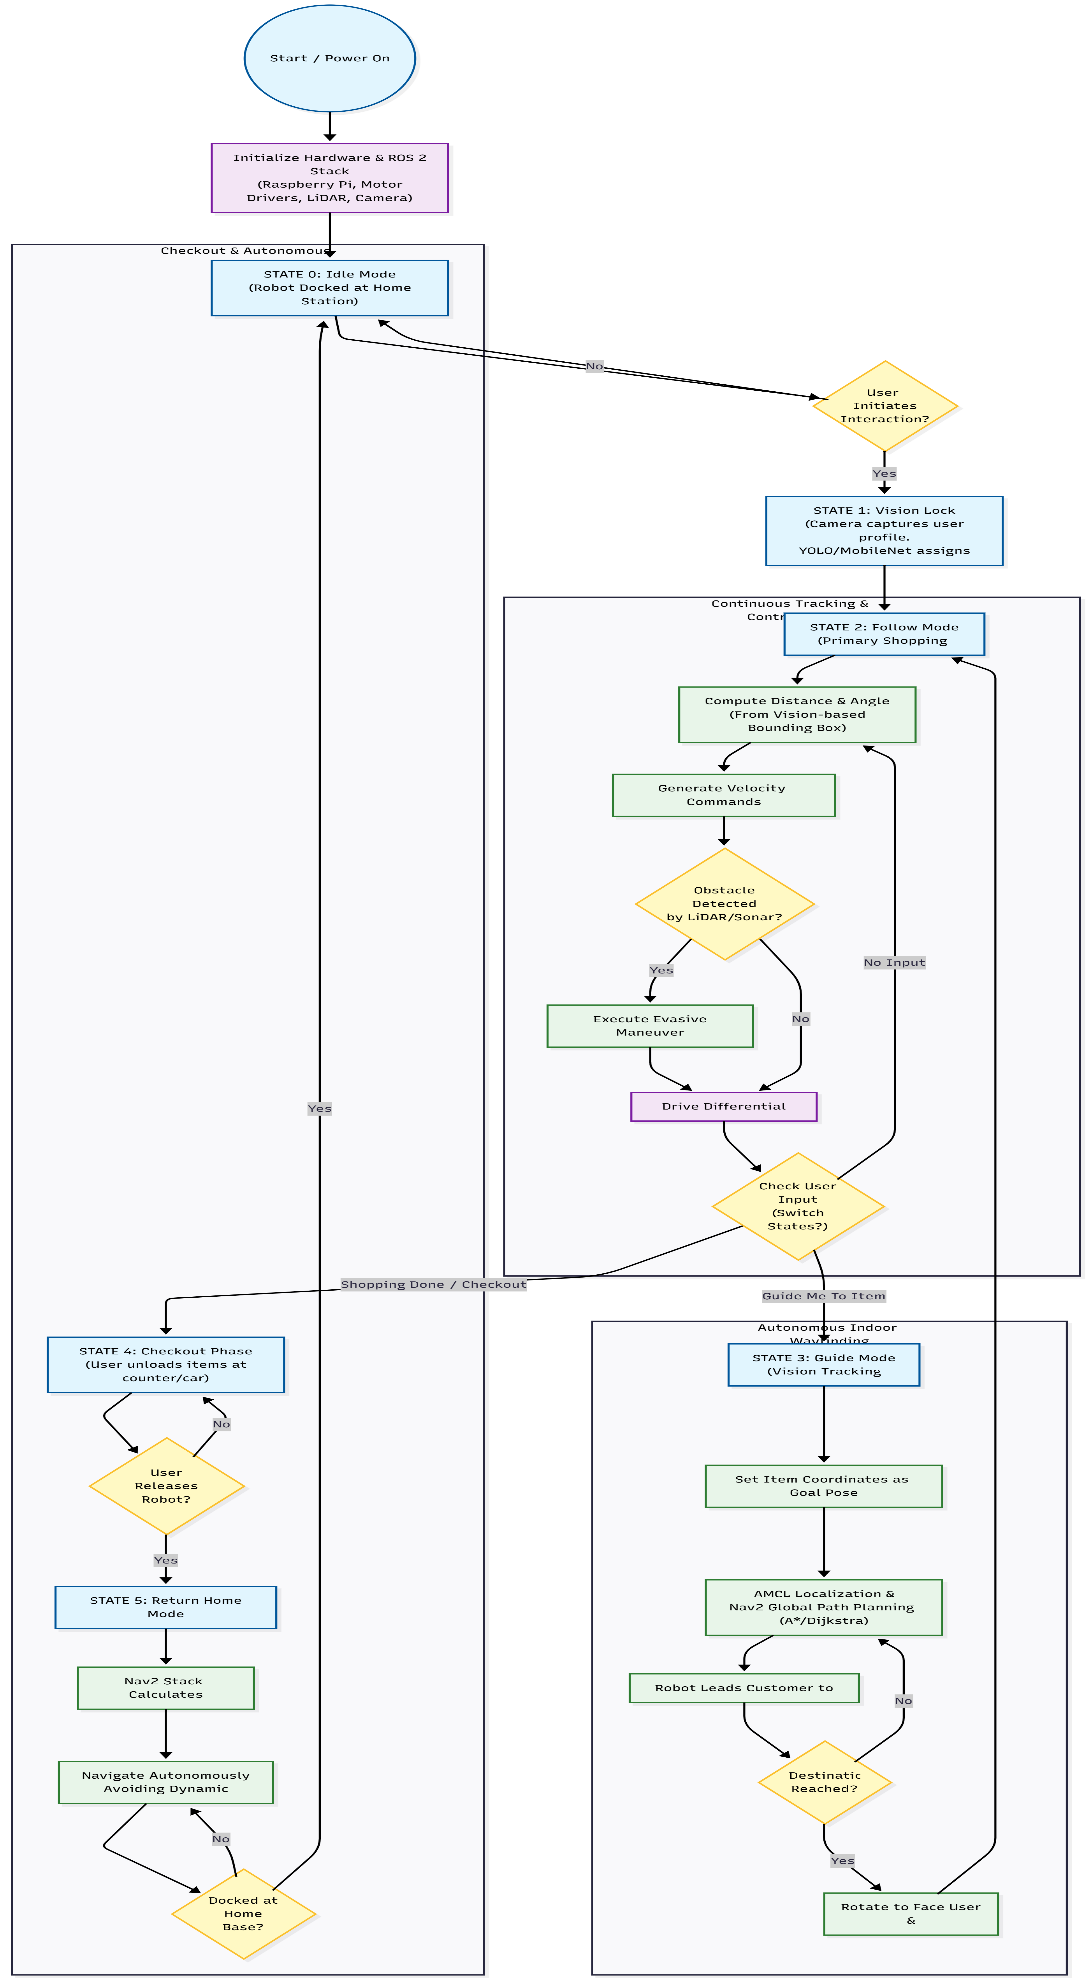 Start / Power On
Initialize Hardware & ROS 2
Stack
(Raspberry Pi, Motor
Drivers, LiDAR, Camera)
Checkout & Autonomous
STATE 0: Idle Mode
(Robot Docked at Home
Station)
No
User
Initiates
Interaction?
Yes
STATE 1: Vision Lock
(Camera captures user
profile.
YOLO/MobileNet assigns
Continuous Tracking &
Contr
STATE 2: Follow Mode
(Primary Shopping
Compute Distance & Angle
(From Vision-based
Bounding Box)
Generate Velocity
Commands
Obstacle
Detected
by LiDAR/Sonar?
No Input
Yes
Execute Evasive
Maneuver
No
Drive Differential
Yes
Check User
Input
(Switch
States?)
Shopping Done / Checkout
Guide Me To Item
Autonomous Indoor
Wayfinding
STATE 4: Checkout Phase
(User unloads items at
counter/car)
STATE 3: Guide Mode
(Vision Tracking
No
User
Releases
Robot?
Set Item Coordinates as
Goal Pose
Yes
STATE 5: Return Home
Mode
AMCL Localization &
Nav2 Global Path Planning
(A*/Dijkstra)
Nav2 Stack
Calculates
Robot Leads Customer to
No
Navigate Autonomously
Avoiding Dynamic
Destinatic
Reached?
No
Yes
Docked at
Home
Base?
Rotate to Face User
&